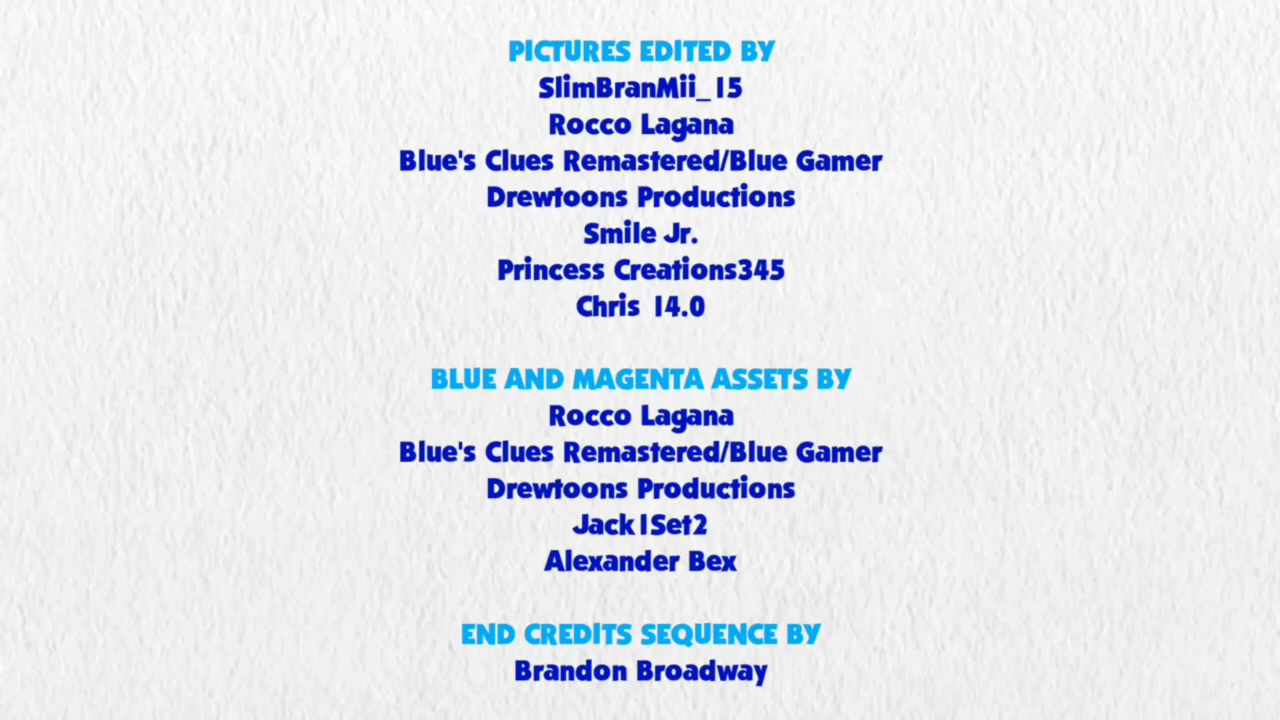 PICTURES EDITED BY
SlimBranMii_15
Rocco Lagana
Blue's Clues Remastered/Blue Gamer
Drewtoons Productions
Smile Jr.
Princess Creations345
Chris 14.0
BLUE AND MAGENTA ASSETS BY
Rocco Lagana
Blue's Clues Remastered/Blue Gamer
Drewtoons Productions
Jack1Set2
Alexander Bex
END CREDITS SEQUENCE BY
Brandon Broadway